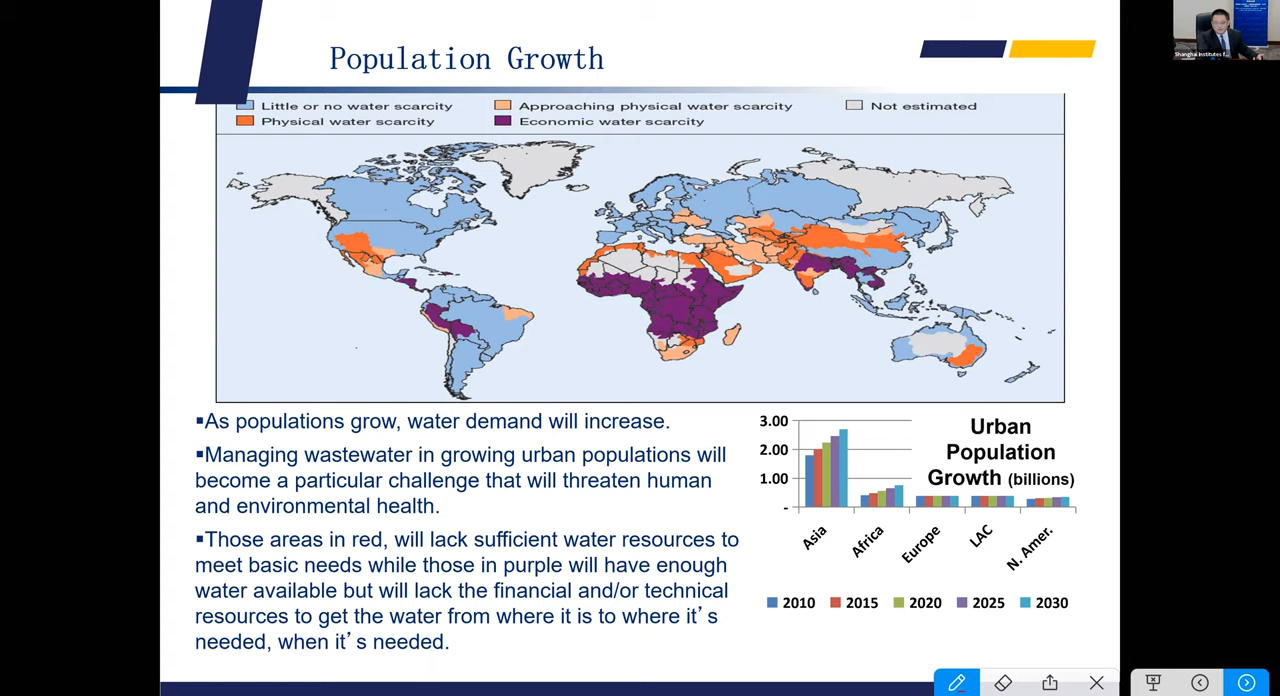 Population Growth
Little or no water scarcity
Approaching physical water scarcity
Not estimated
Physical water scarcity
Economic water scarcity
▪As populations grow, water demand will increase.
▪Managing wastewater in growing urban populations will
become a particular challenge that will threaten human
and environmental health.
▪Those areas in red, will lack sufficient water resources to
meet basic needs while those in purple will have enough
water available but will lack the financial and/or technical
resources to get the water from where it is to where it’s
needed, when it’s needed.
Urban
Population
Growth (billions)
3.00
2.00
1.00
-
Asia
Africa
Europe
LAC
N. Amer.
2010
2015
2020
2025
2030
Shanghai Institutes f...